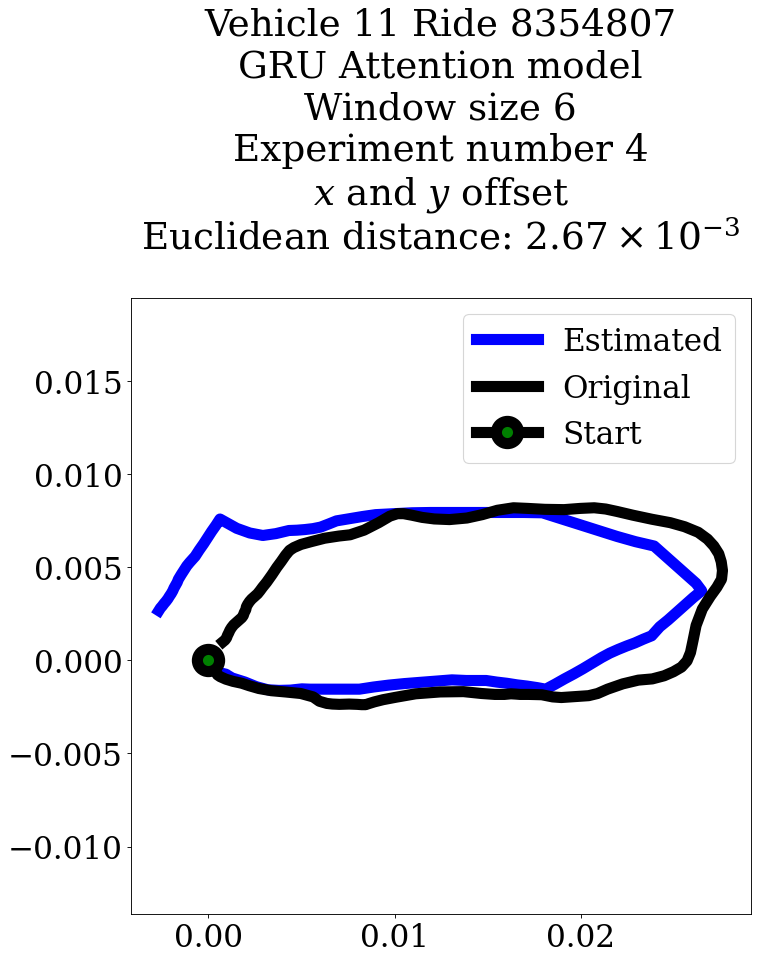 Vehicle 11 Ride 8354807
GRU Attention model
Window size 6
Experiment number 4
x and y offset
Euclidean distance: 2.67 × 10⁻³
Estimated
Original
Start
0.015
0.010
0.005
0.000
−0.005
−0.010
0.00 0.01 0.02